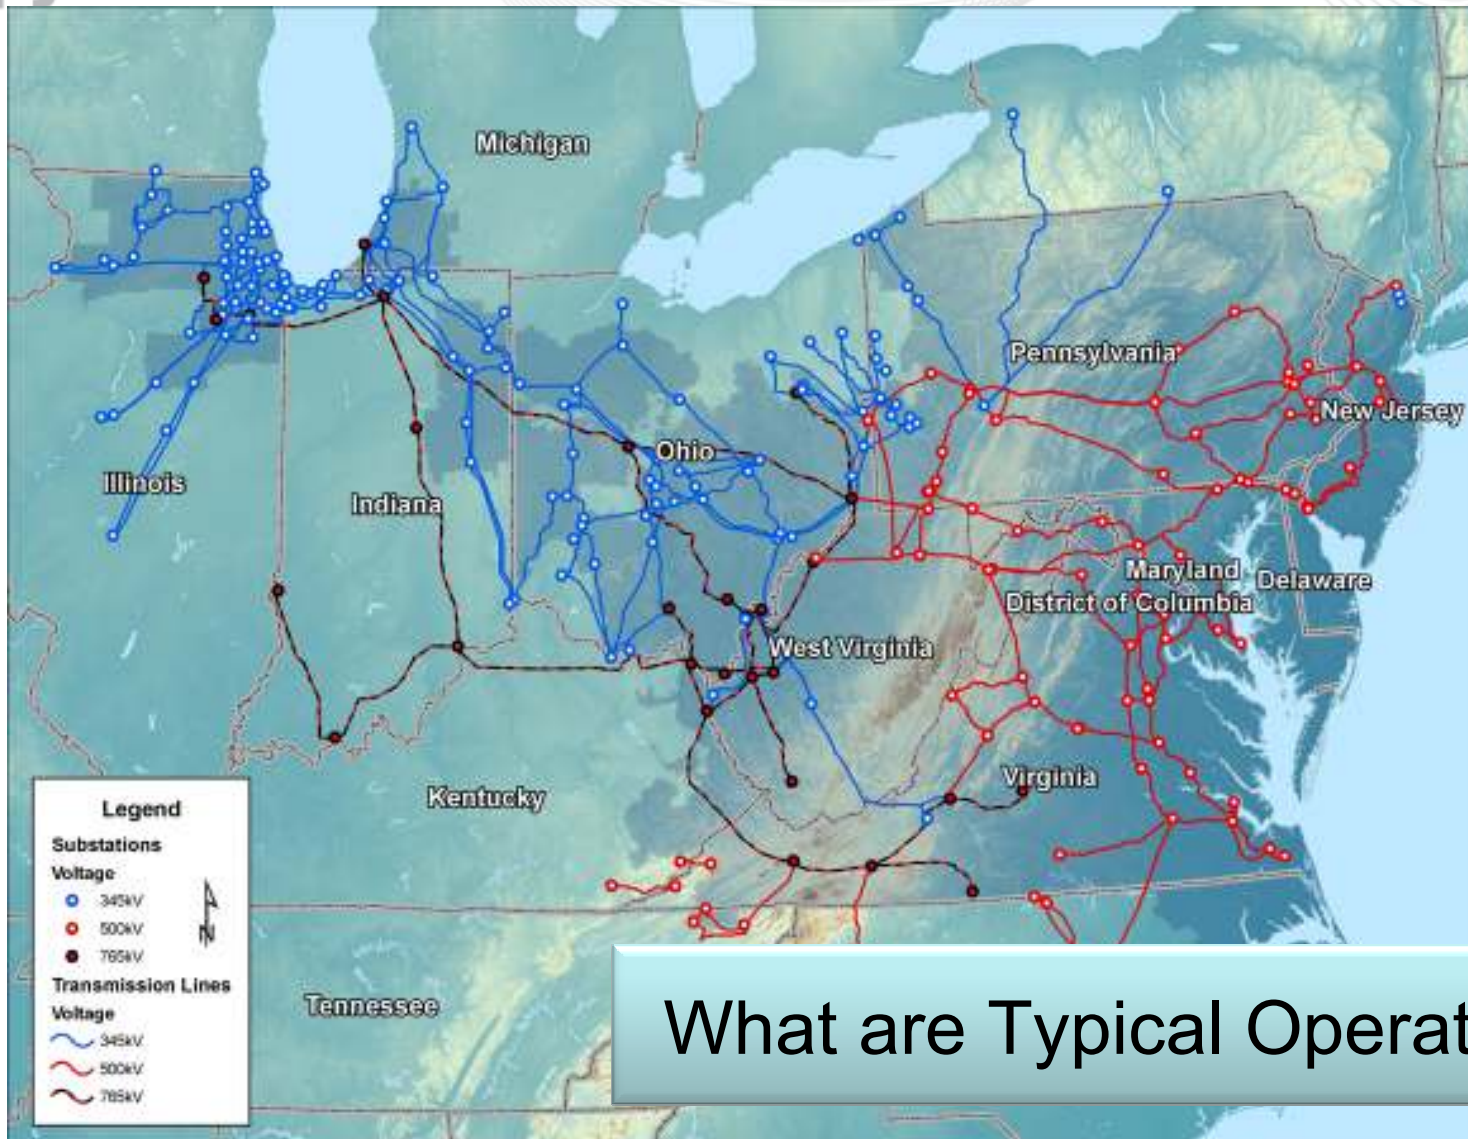 Michigan
Pennsylvania
New Jersey
Ohio
Illinois
Indiana
Maryland
Delaware
District of Columbia
West Virginia
Virginia
Kentucky
Tennessee
Legend
Substations
Voltage
345kV
500kV
765kV
N
Transmission Lines
Voltage
345kV
500kV
765kV
What are Typical Operat